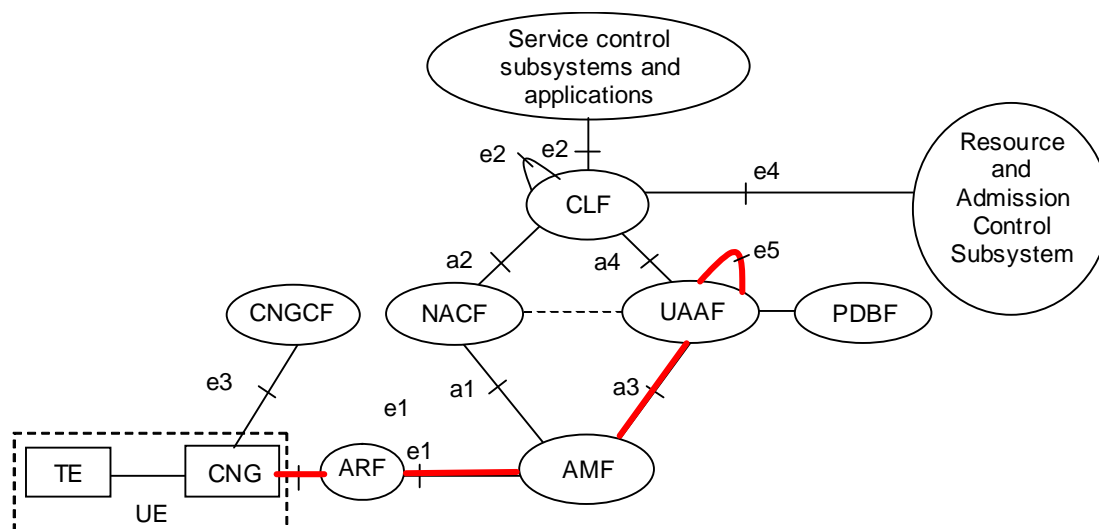 Service control
subsystems and
applications
e2
e2
CLF
e4
Resource
and
Admission
Control
Subsystem
a2
a4
e5
CNGCF
NACF
UAAF
PDBF
e3
a1
a3
e1
e1
TE
CNG
ARF
AMF
UE